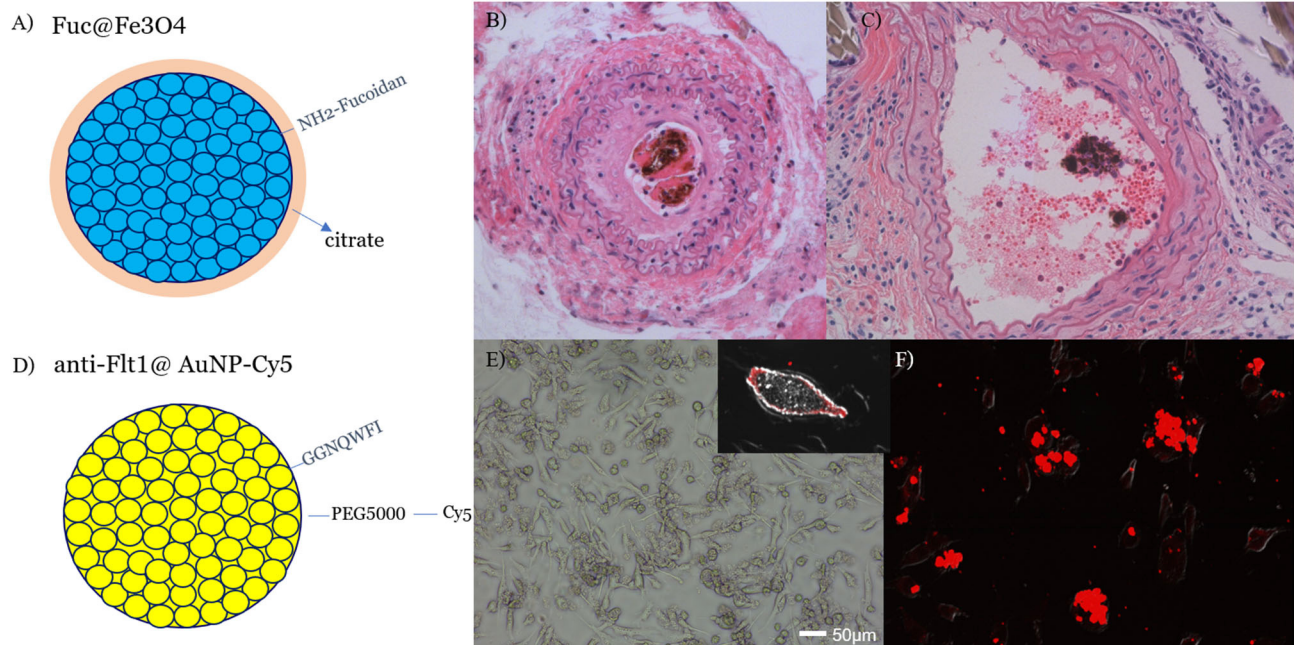 A) Fuc@Fe3O4
NH2-Fucoidan
citrate
B)
C)
D) anti-Flt1@ AuNP-Cy5
GGNQWFI
PEG5000
Cy5
E)
50µm
F)